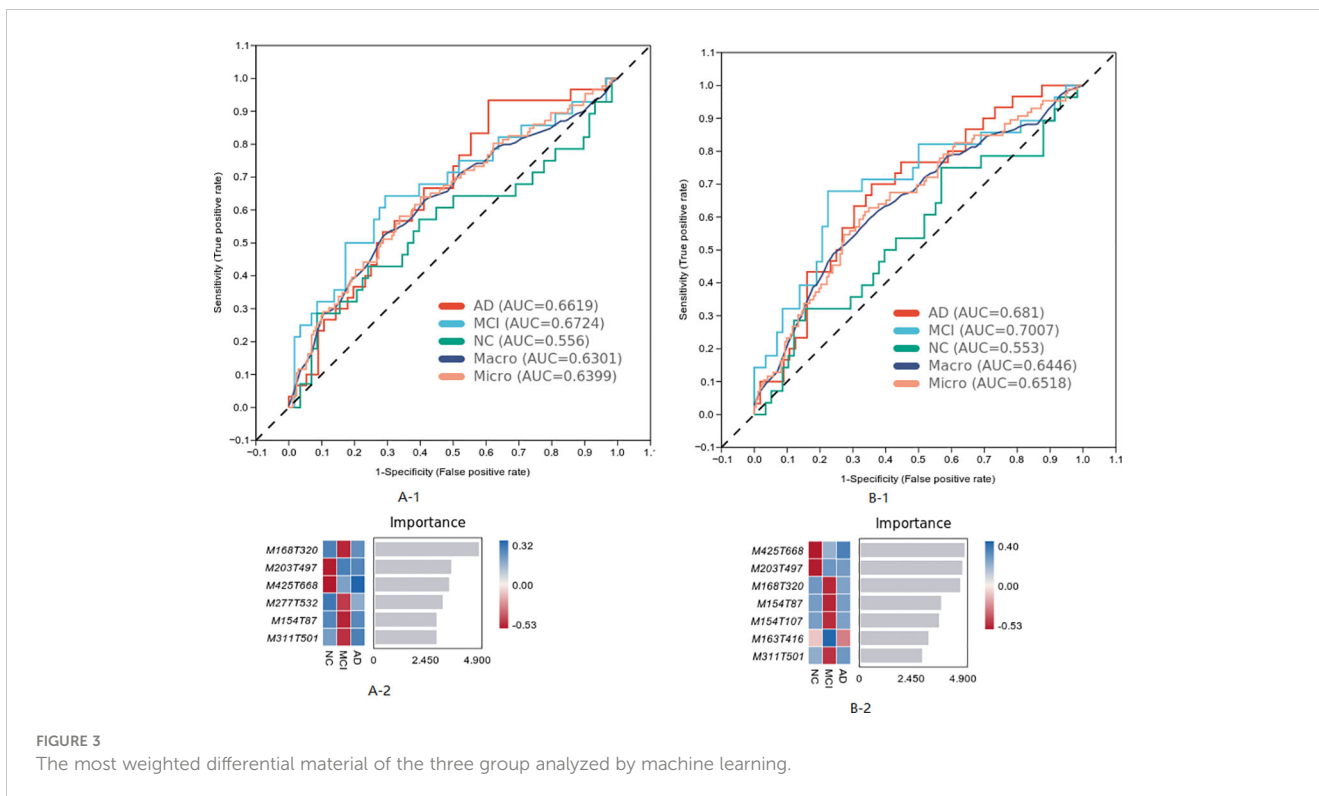 1.1
1.0
0.9
0.8
0.7
0.6
0.5
0.4
0.3
0.2
0.1
0.0
−0.1
Sensitivity (True positive rate)
AD (AUC=0.6619)
MCI (AUC=0.6724)
NC (AUC=0.556)
Macro (AUC=0.6301)
Micro (AUC=0.6399)
−0.1 0.0 0.1 0.2 0.3 0.4 0.5 0.6 0.7 0.8 0.9 1.0 1.
1-Specificity (False positive rate)
A-1
1.1
1.0
0.9
0.8
0.7
0.6
0.5
0.4
0.3
0.2
0.1
0.0
−0.1
Sensitivity (True positive rate)
AD (AUC=0.681)
MCI (AUC=0.7007)
NC (AUC=0.553)
Macro (AUC=0.6446)
Micro (AUC=0.6518)
−0.1 0.0 0.1 0.2 0.3 0.4 0.5 0.6 0.7 0.8 0.9 1.0 1.1
1-Specificity (False positive rate)
B-1
Importance
M168T320
M203T497
M425T668
M277T532
M154T87
M311T501
NC MCI AD
0 2.450 4.900
0.32
0.00
-0.53
A-2
Importance
M425T668
M203T497
M168T320
M154T87
M154T107
M163T416
M311T501
NC MCI AD
0 2.450 4.900
0.40
0.00
-0.53
B-2
FIGURE 3
The most weighted differential material of the three group analyzed by machine learning.